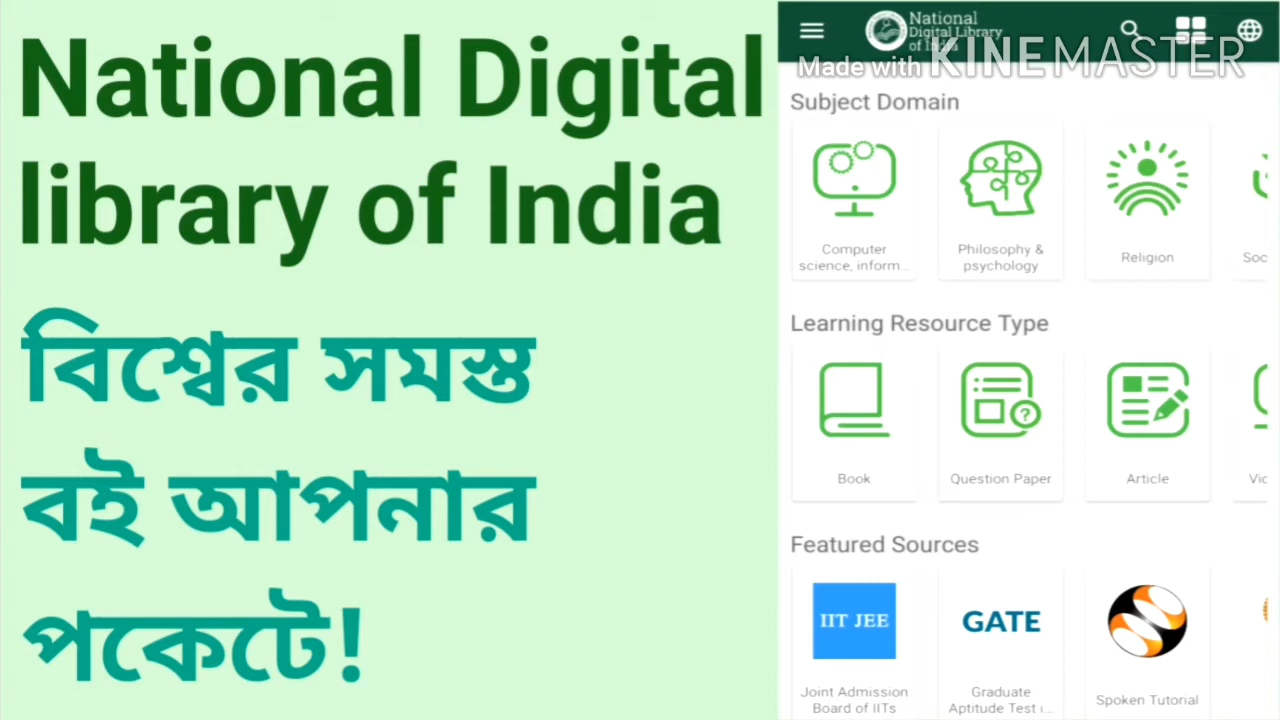 National Digital
library of India
বিশ্বের সমস্ত
বই আপনার
পকেটে!
National
Digital Library
of India
Made with KINEMASTER
Subject Domain
Computer
science, inform...
Philosophy &
psychology
Religion
Soc
Learning Resource Type
Book
Question Paper
Article
Vic
Featured Sources
IIT JEE
GATE
Joint Admission
Board of IITs
Graduate
Aptitude Test i...
Spoken Tutorial